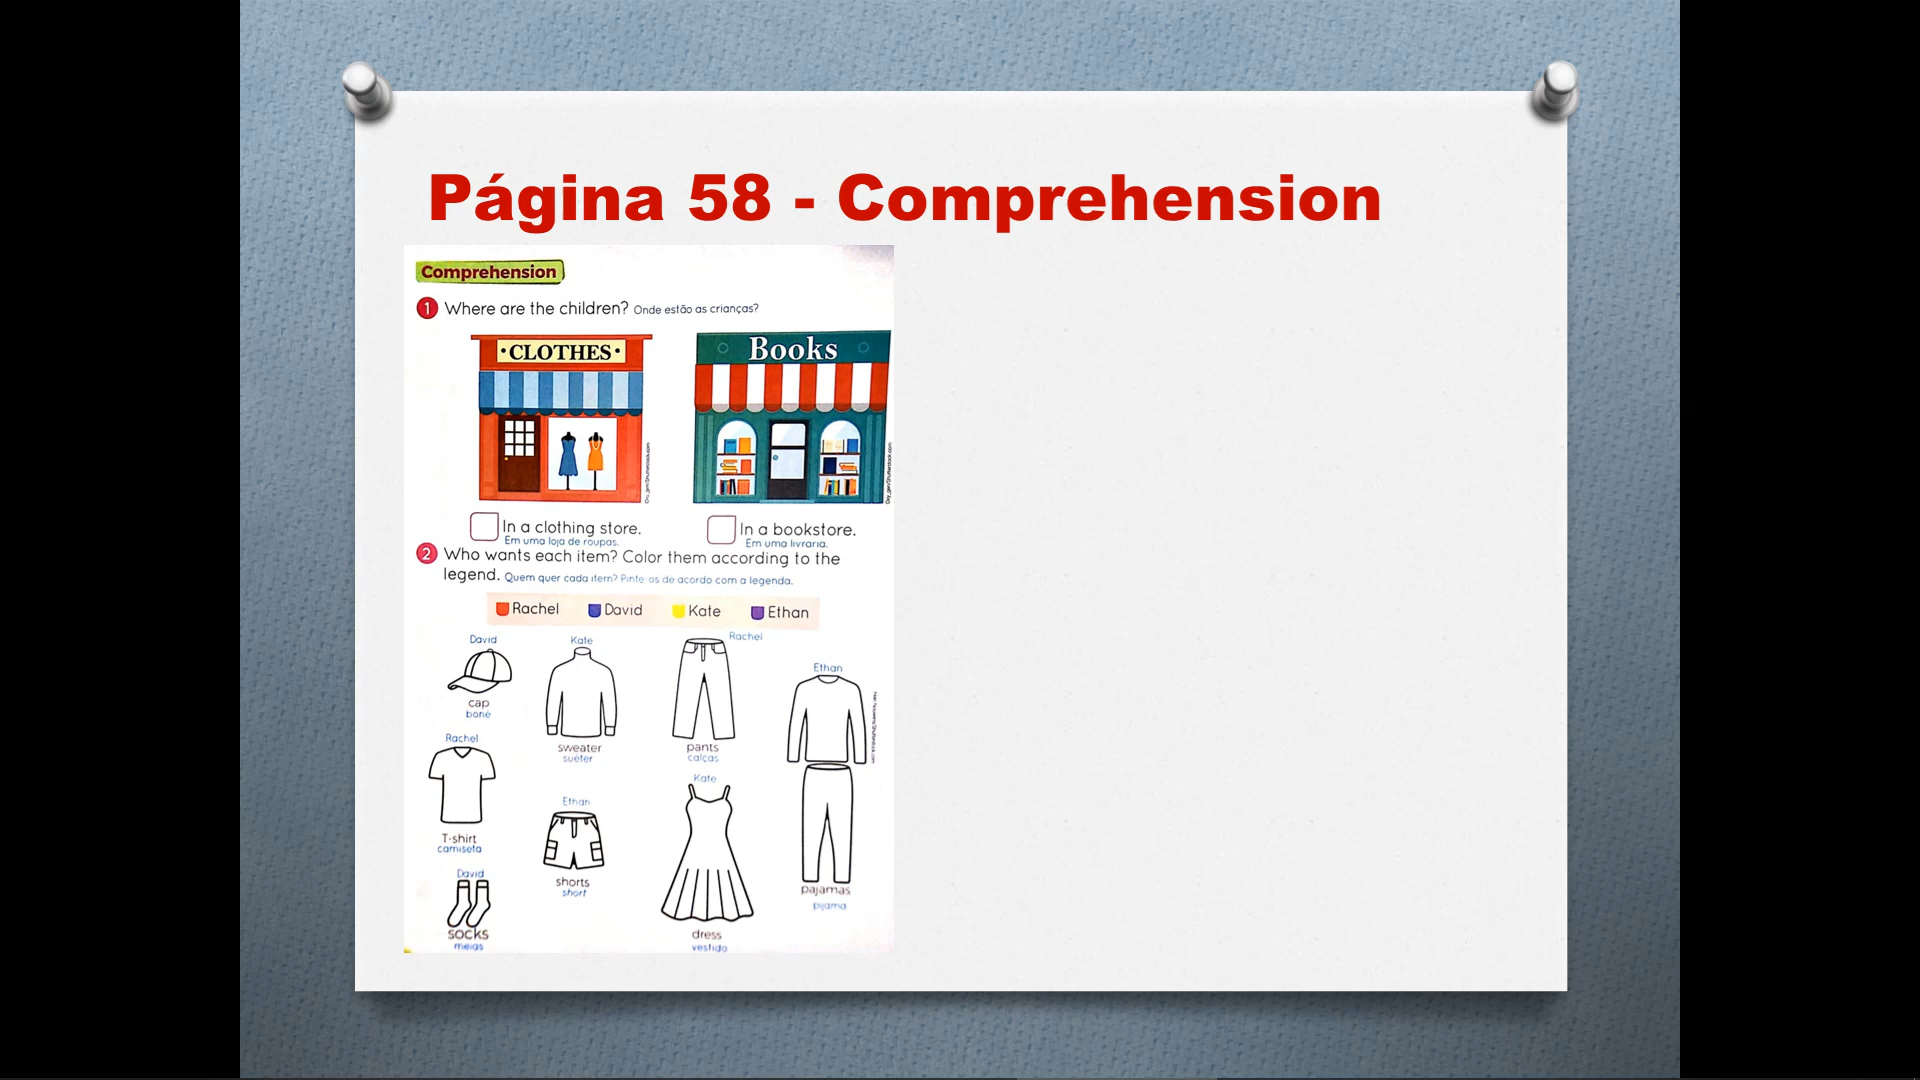 Página 58 - Comprehension
Comprehension
1 Where are the children? Onde estão as crianças?
•CLOTHES•
Books
In a clothing store.
Em uma loja de roupas.
In a bookstore.
Em uma livraria.
2 Who wants each item? Color them according to the
legend. Quem quer cada item? Pinte-os de acordo com a legenda.
Rachel David Kate Ethan
David
cap
boné
Kate
sweater
suéter
Rachel
pants
calças
Ethan
pajamas
pijama
Rachel
T-shirt
camiseta
Ethan
shorts
short
Kate
dress
vestido
David
socks
meias